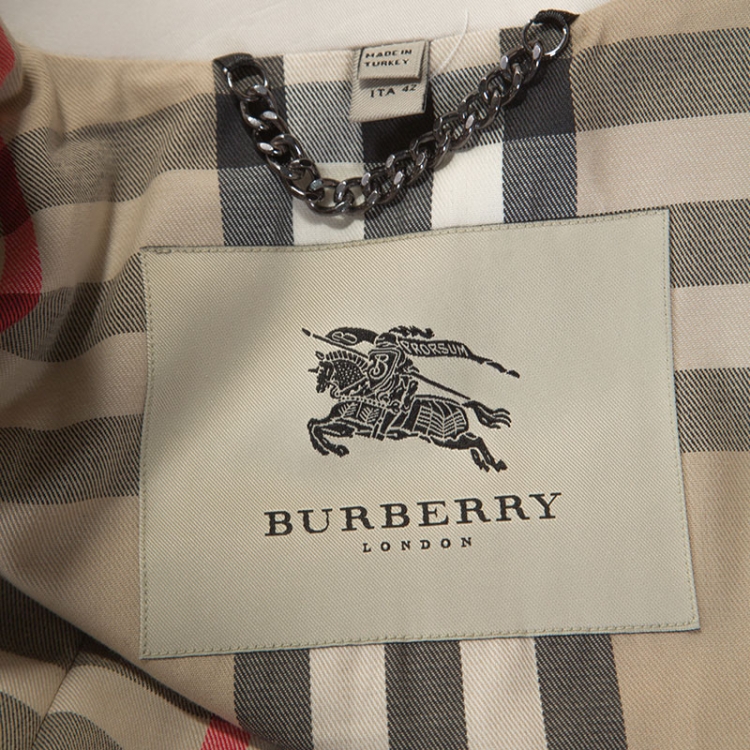 MADE IN
TURKEY
ITA 42
PRORSUM
BURBERRY
LONDON